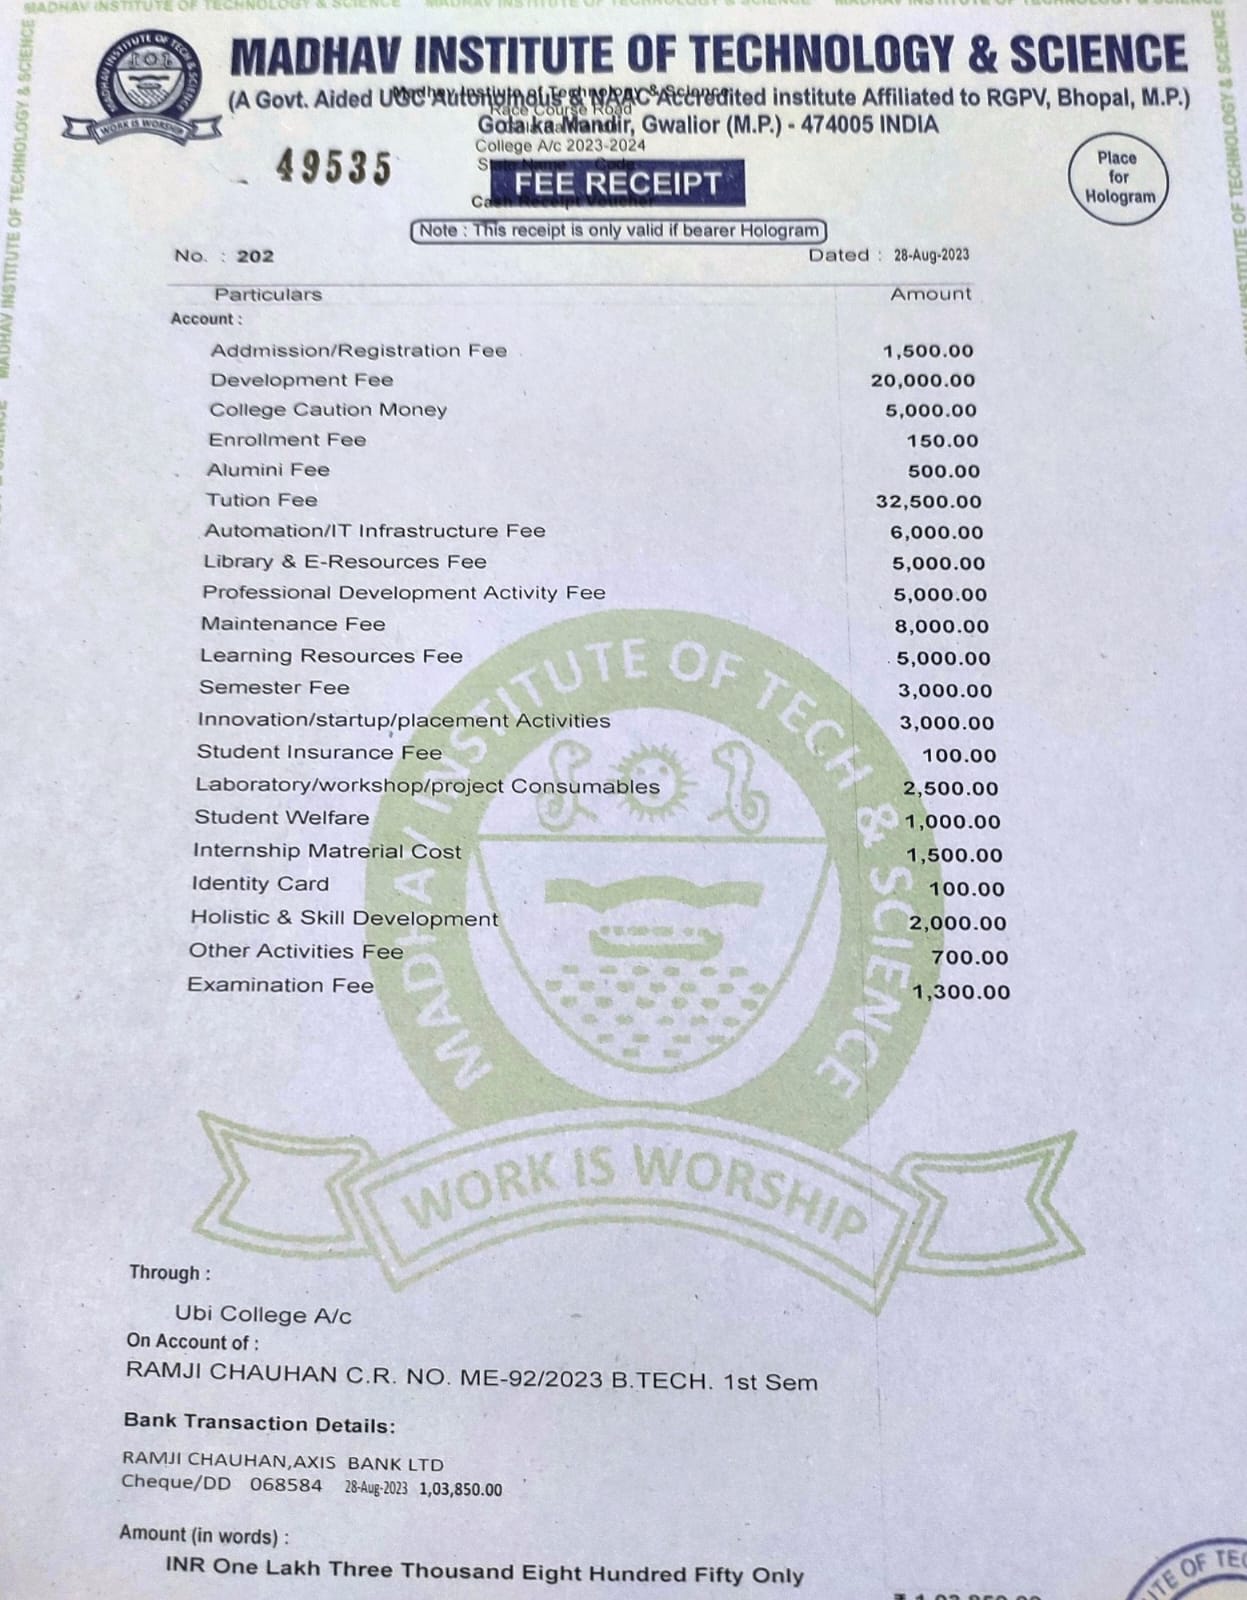 MADHAV INSTITUTE OF TECHNOLOGY & SCIENCE
(A Govt. Aided UGC Autonomous & NAAC Accredited institute Affiliated to RGPV, Bhopal, M.P.)
Madhav Institute of Technology & Science
Race Course Road
Gola ka Mandir, Gwalior (M.P.) - 474005 INDIA
College A/c 2023-2024
State Name Code
49535
FEE RECEIPT
Cash Receipt Voucher
Place
for
Hologram
Note : This receipt is only valid if bearer Hologram
No. : 202 Dated : 28-Aug-2023
Particulars Amount
Account :
Addmission/Registration Fee 1,500.00
Development Fee 20,000.00
College Caution Money 5,000.00
Enrollment Fee 150.00
Alumini Fee 500.00
Tution Fee 32,500.00
Automation/IT Infrastructure Fee 6,000.00
Library & E-Resources Fee 5,000.00
Professional Development Activity Fee 5,000.00
Maintenance Fee 8,000.00
Learning Resources Fee 5,000.00
Semester Fee 3,000.00
Innovation/startup/placement Activities 3,000.00
Student Insurance Fee 100.00
Laboratory/workshop/project Consumables 2,500.00
Student Welfare 1,000.00
Internship Matrerial Cost 1,500.00
Identity Card 100.00
Holistic & Skill Development 2,000.00
Other Activities Fee 700.00
Examination Fee 1,300.00
MADHAV INSTITUTE OF TECH & SCIENCE
WORK IS WORSHIP
Through :
Ubi College A/c
On Account of :
RAMJI CHAUHAN C.R. NO. ME-92/2023 B.TECH. 1st Sem
Bank Transaction Details:
RAMJI CHAUHAN,AXIS BANK LTD
Cheque/DD 068584 28-Aug-2023 1,03,850.00
Amount (in words) :
INR One Lakh Three Thousand Eight Hundred Fifty Only